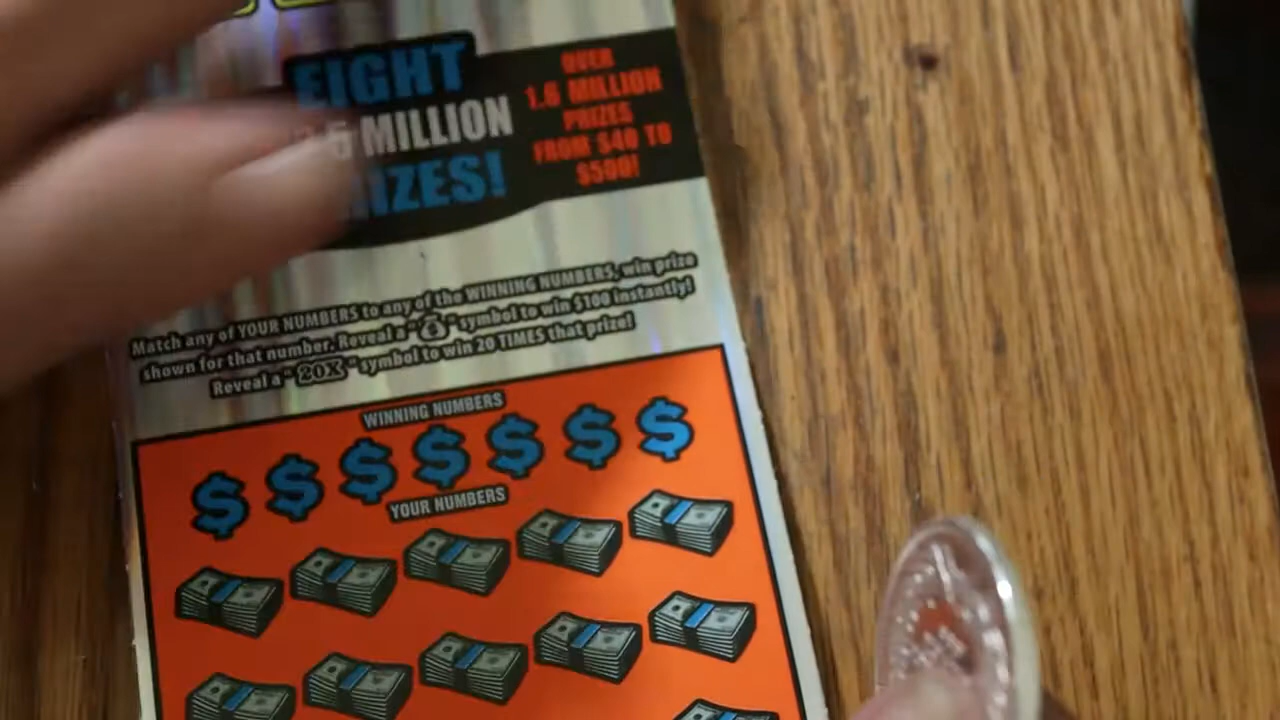 EIGHT
MILLION
OVER
1.6 MILLION
PRIZES
FROM $40 TO
$500!
Match any of YOUR NUMBERS to any of the WINNING NUMBERS, win prize
shown for that number. Reveal a " " symbol to win $100 instantly!
Reveal a "20X" symbol to win 20 TIMES that prize!
WINNING NUMBERS
$ $ $ $ $ $ $
YOUR NUMBERS